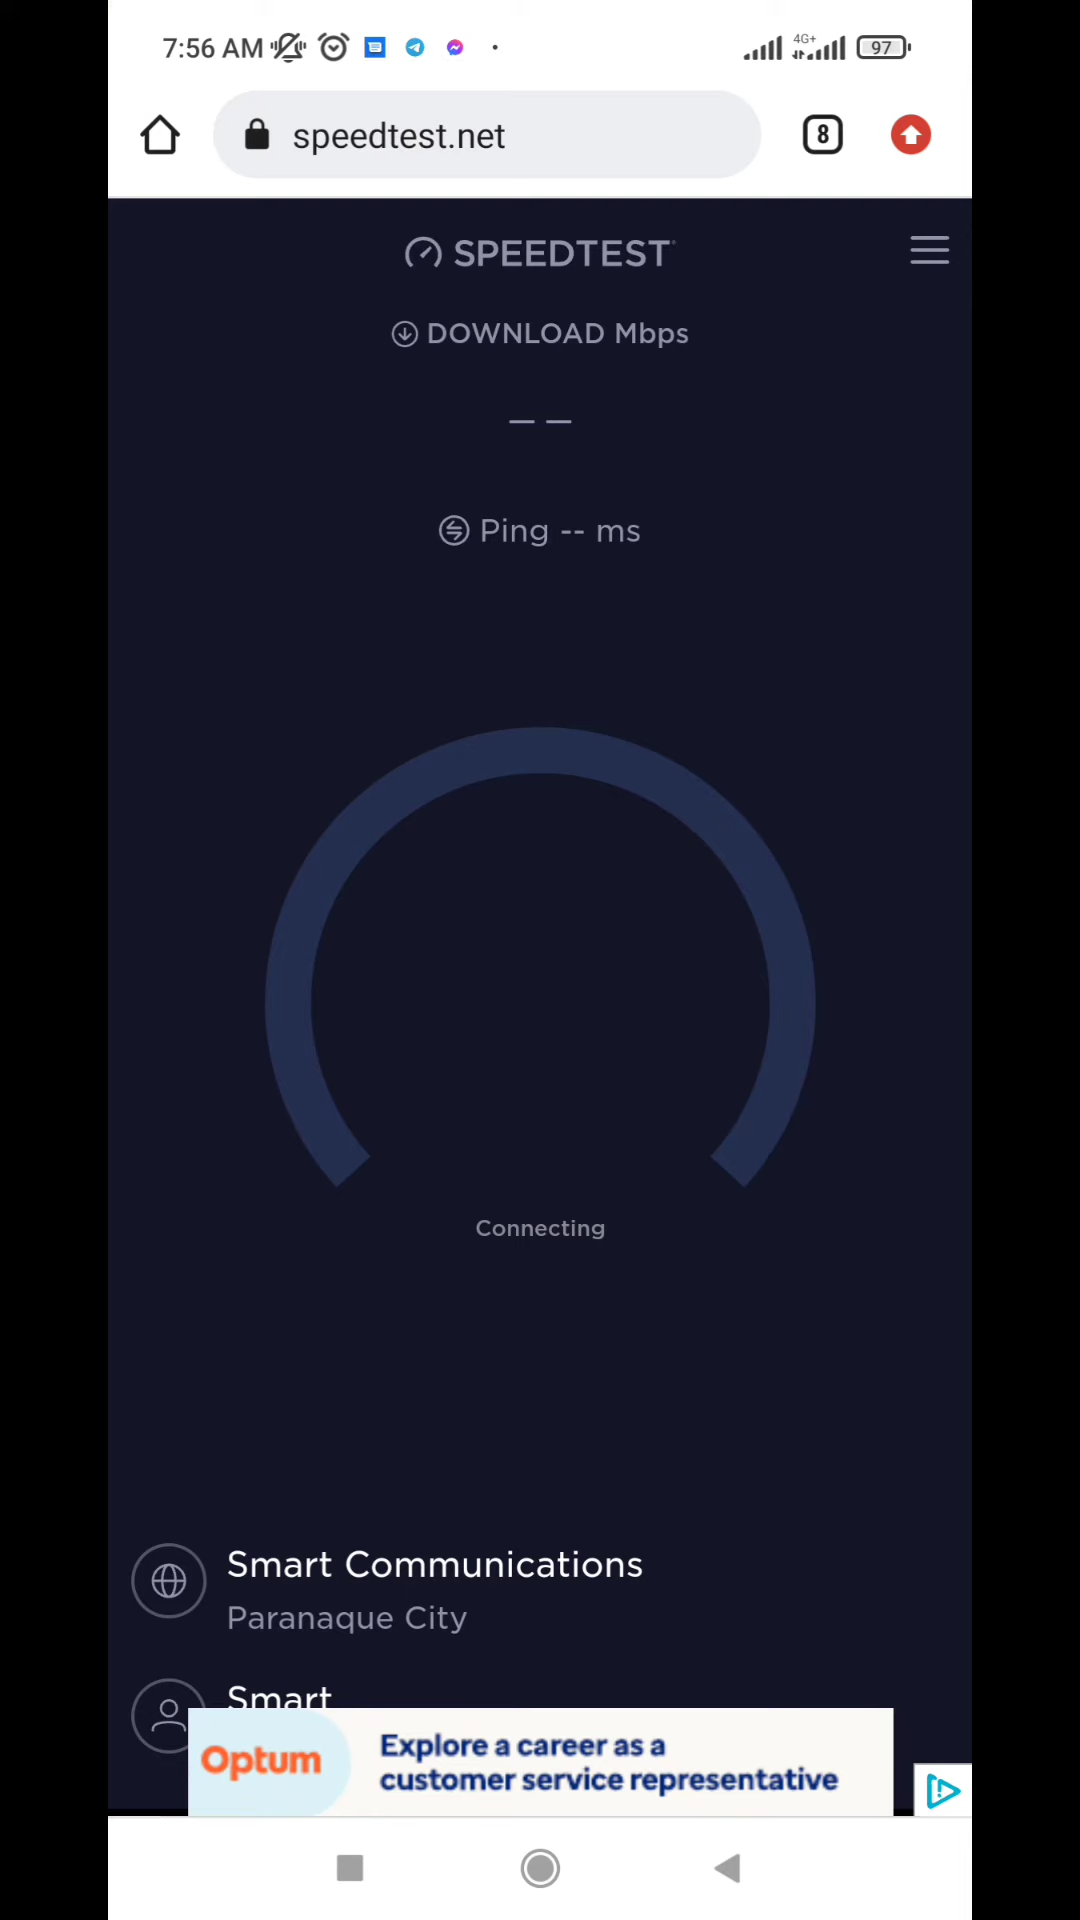 7:56 AM
4G+
97
speedtest.net
8
SPEEDTEST
DOWNLOAD Mbps
— —
Ping -- ms
Connecting
Smart Communications
Paranaque City
Smart
Optum
Explore a career as a
customer service representative